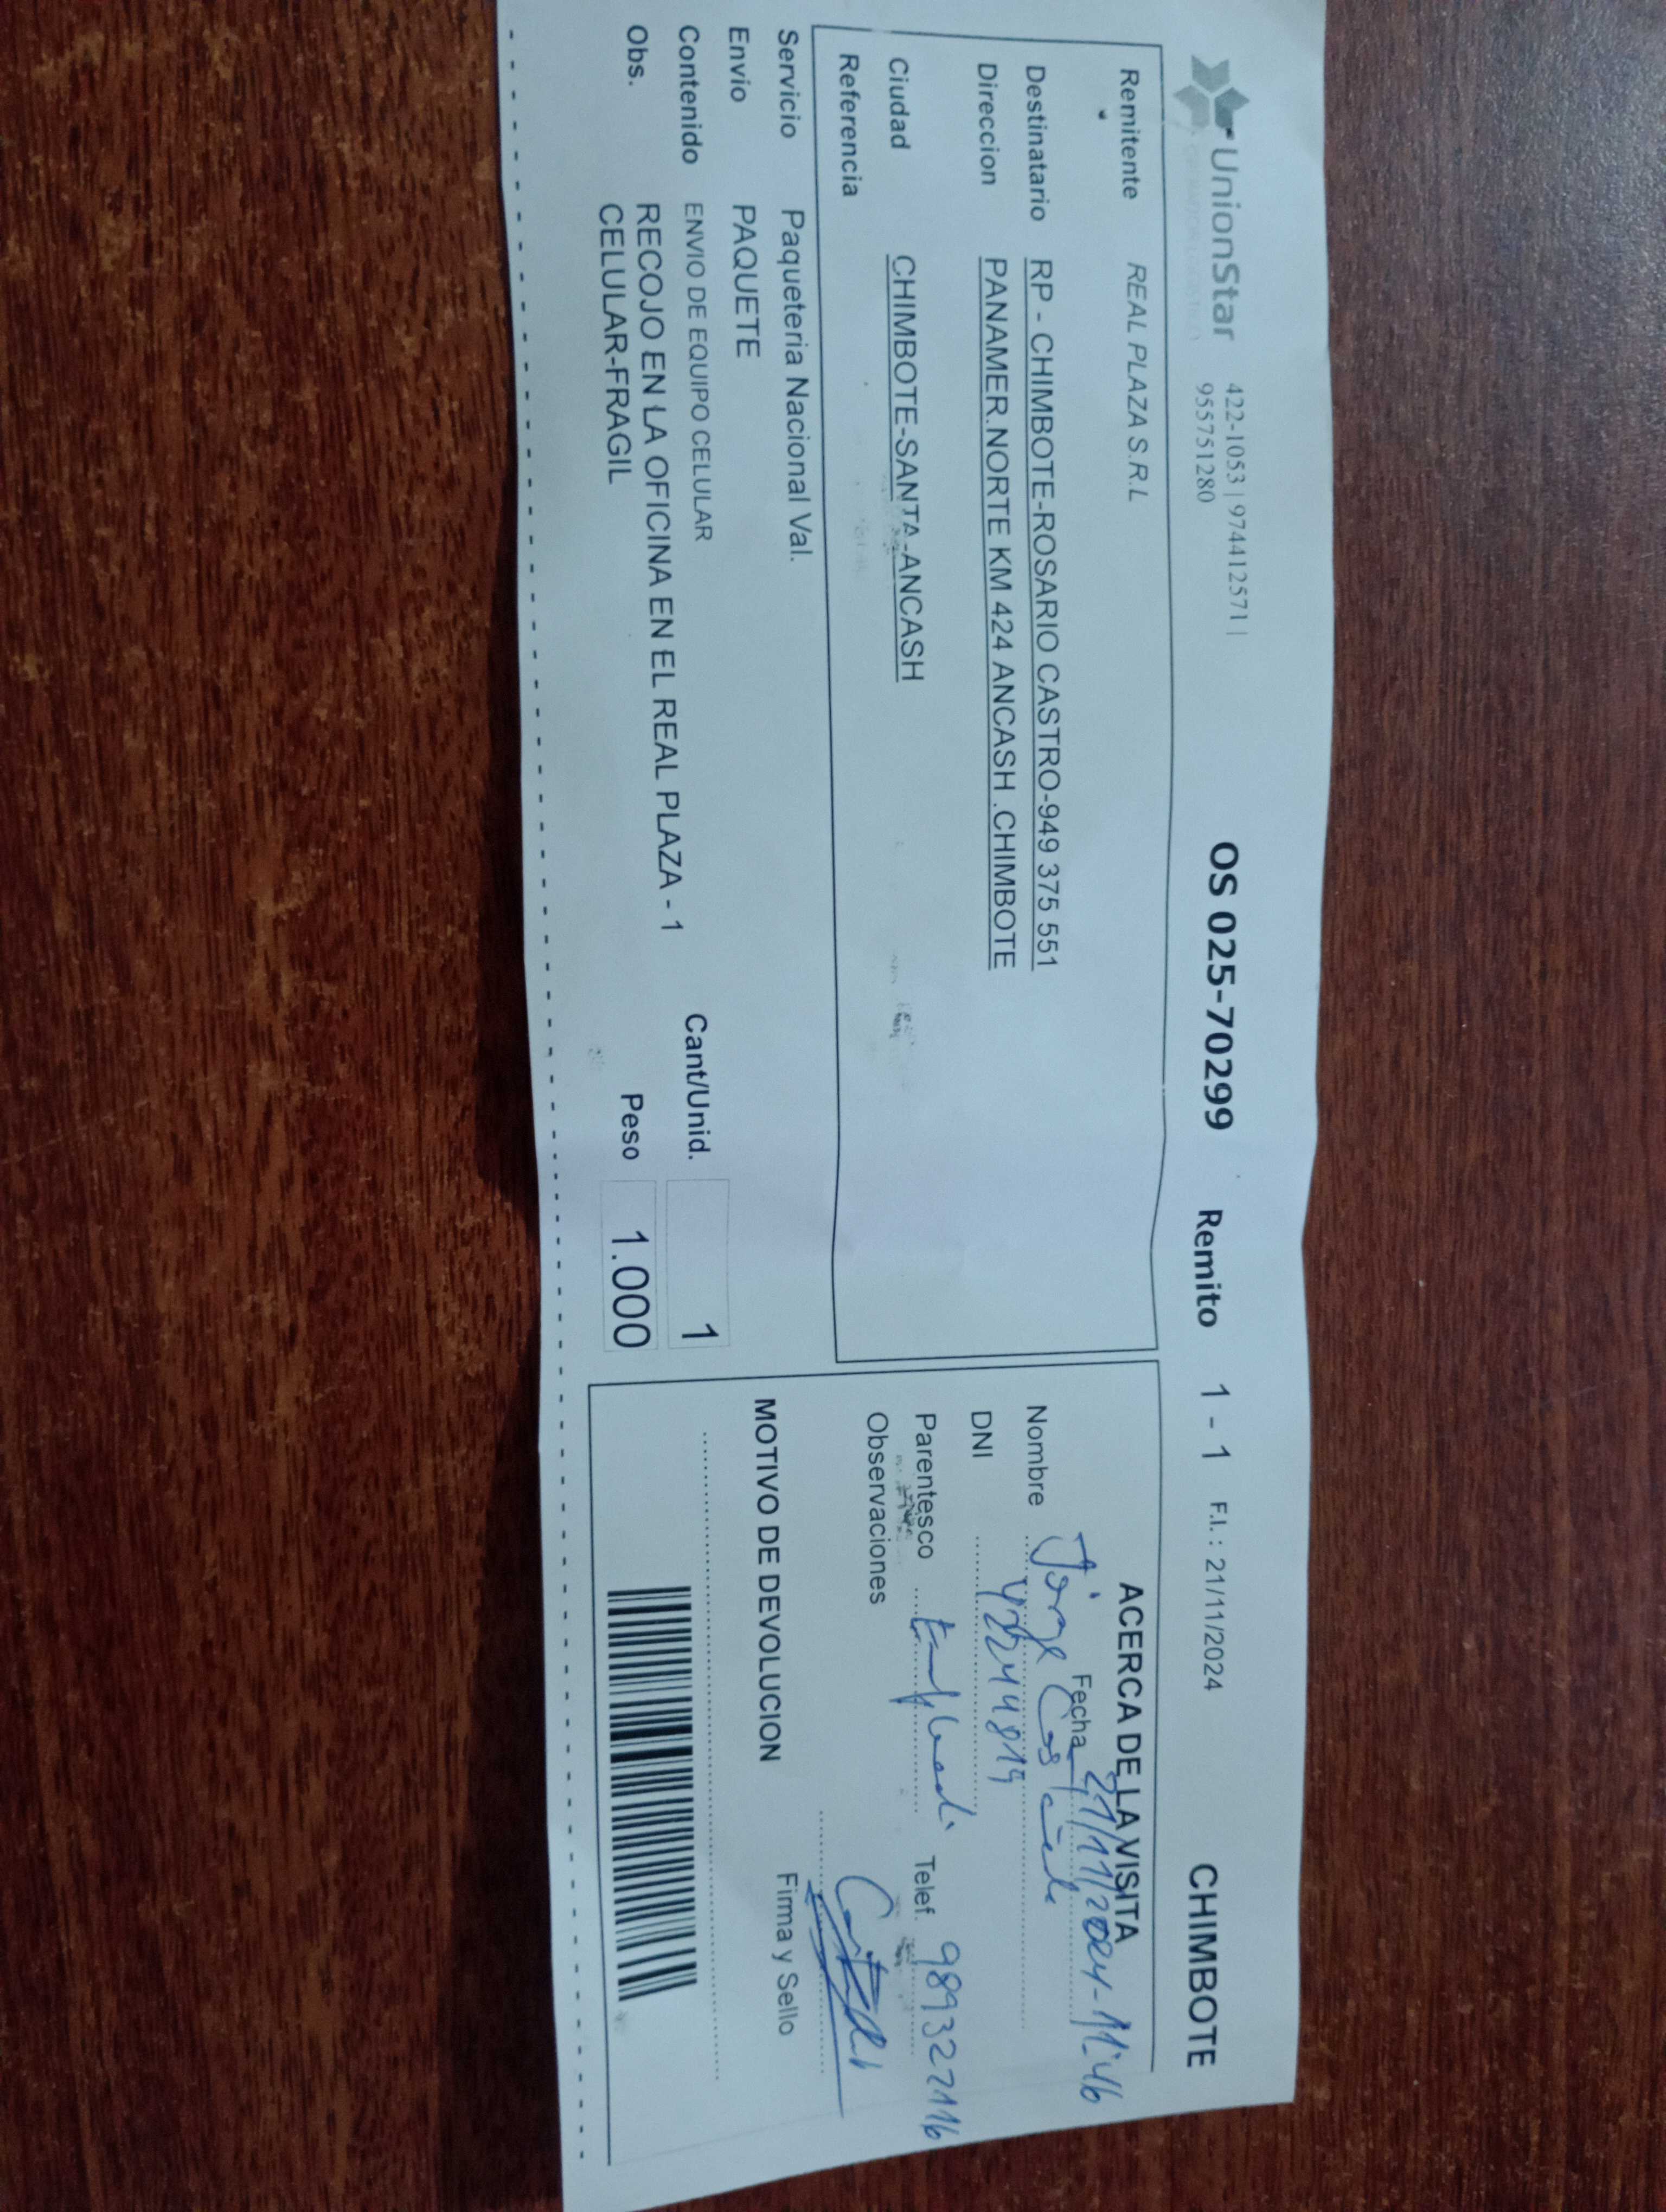 UnionStar
422-1053 | 974412571 |
955751280
OS 025-70299 Remito 1 - 1 F.I. : 21/11/2024 CHIMBOTE
Remitente REAL PLAZA S.R.L
Destinatario RP - CHIMBOTE-ROSARIO CASTRO-949 375 551
Direccion PANAMER.NORTE KM 424 ANCASH .CHIMBOTE
Ciudad CHIMBOTE-SANTA-ANCASH
Referencia
Servicio Paqueteria Nacional Val.
Envio PAQUETE
Contenido ENVIO DE EQUIPO CELULAR
Obs. RECOJO EN LA OFICINA EN EL REAL PLAZA - 1
CELULAR-FRAGIL
Cant/Unid. 1
Peso 1.000
ACERCA DE LA VISITA
Fecha 21/11/2024-11:46
Nombre Jorge
DNI
Parentesco Telef. 989327116
Observaciones
Firma y Sello
MOTIVO DE DEVOLUCION